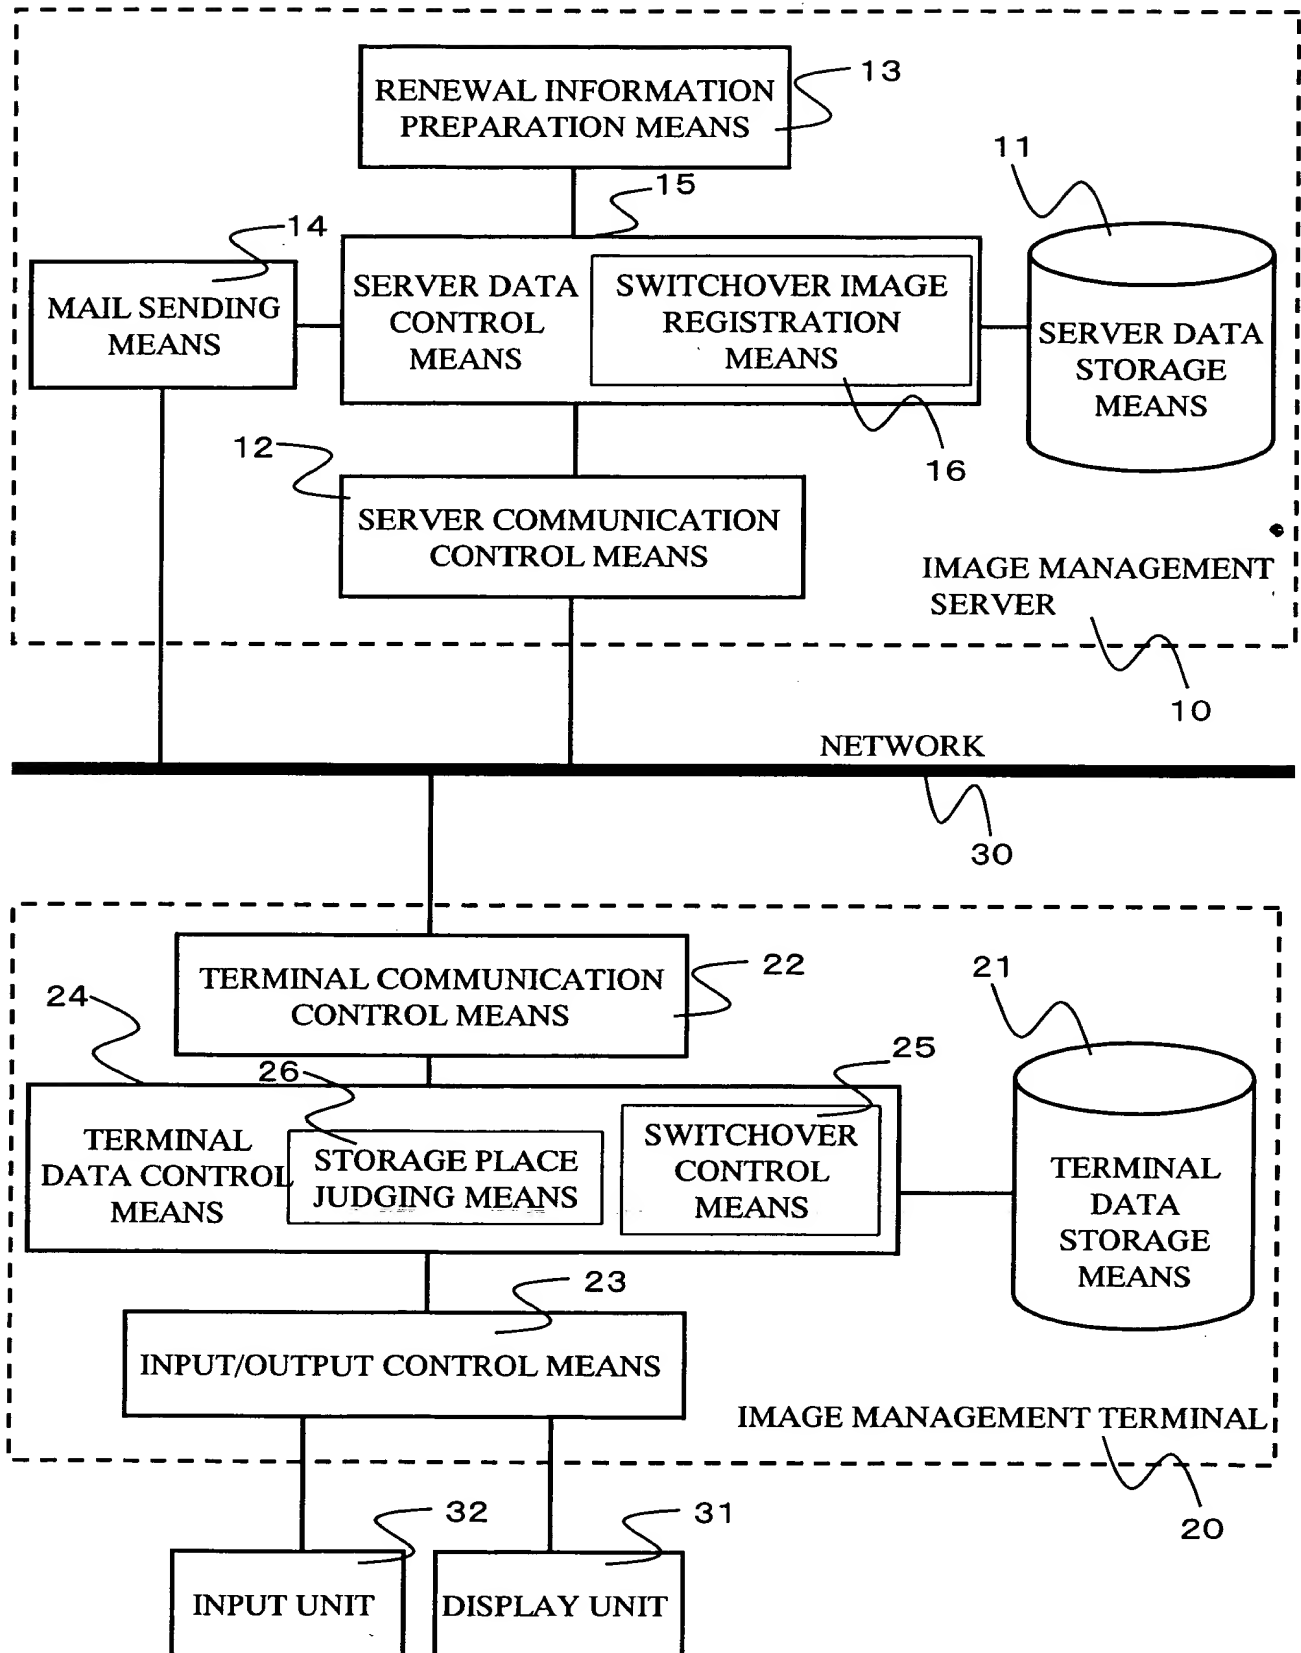 RENEWAL INFORMATION
PREPARATION MEANS
13
11
15
14
MAIL SENDING
MEANS
SERVER DATA
CONTROL
MEANS
SWITCHOVER IMAGE
REGISTRATION
MEANS
SERVER DATA
STORAGE
MEANS
12
16
SERVER COMMUNICATION
CONTROL MEANS
IMAGE MANAGEMENT
SERVER
10
NETWORK
30
TERMINAL COMMUNICATION
CONTROL MEANS
22
21
24
25
26
TERMINAL
DATA CONTROL
MEANS
STORAGE PLACE
JUDGING MEANS
SWITCHOVER
CONTROL
MEANS
TERMINAL
DATA
STORAGE
MEANS
23
INPUT/OUTPUT CONTROL MEANS
IMAGE MANAGEMENT TERMINAL
20
32
31
INPUT UNIT
DISPLAY UNIT